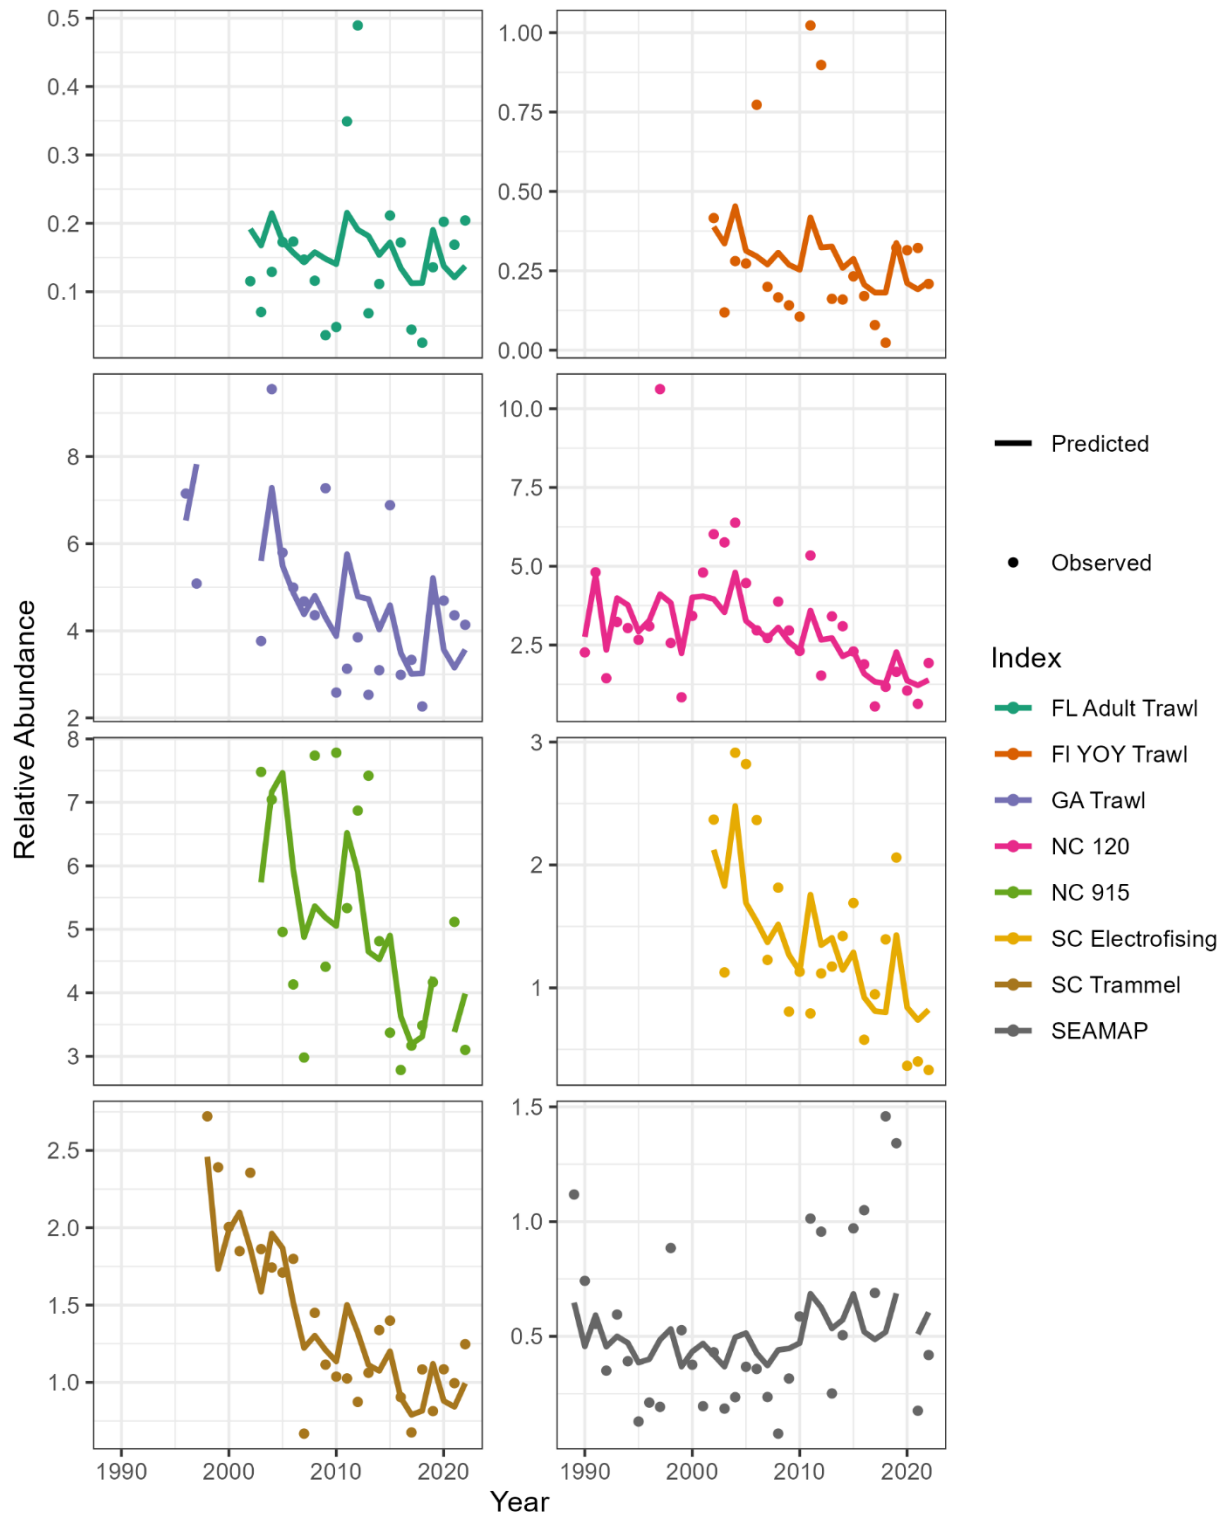 0.5
0.4
0.3
0.2
0.1
1.00
0.75
0.50
0.25
0.00
8
6
4
2
10.0
7.5
5.0
2.5
8
7
6
5
4
3
3
2
1
2.5
2.0
1.5
1.0
1.5
1.0
0.5
1990 2000 2010 2020
1990 2000 2010 2020
Relative Abundance
Year
Predicted
Observed
Index
FL Adult Trawl
Fl YOY Trawl
GA Trawl
NC 120
NC 915
SC Electrofising
SC Trammel
SEAMAP